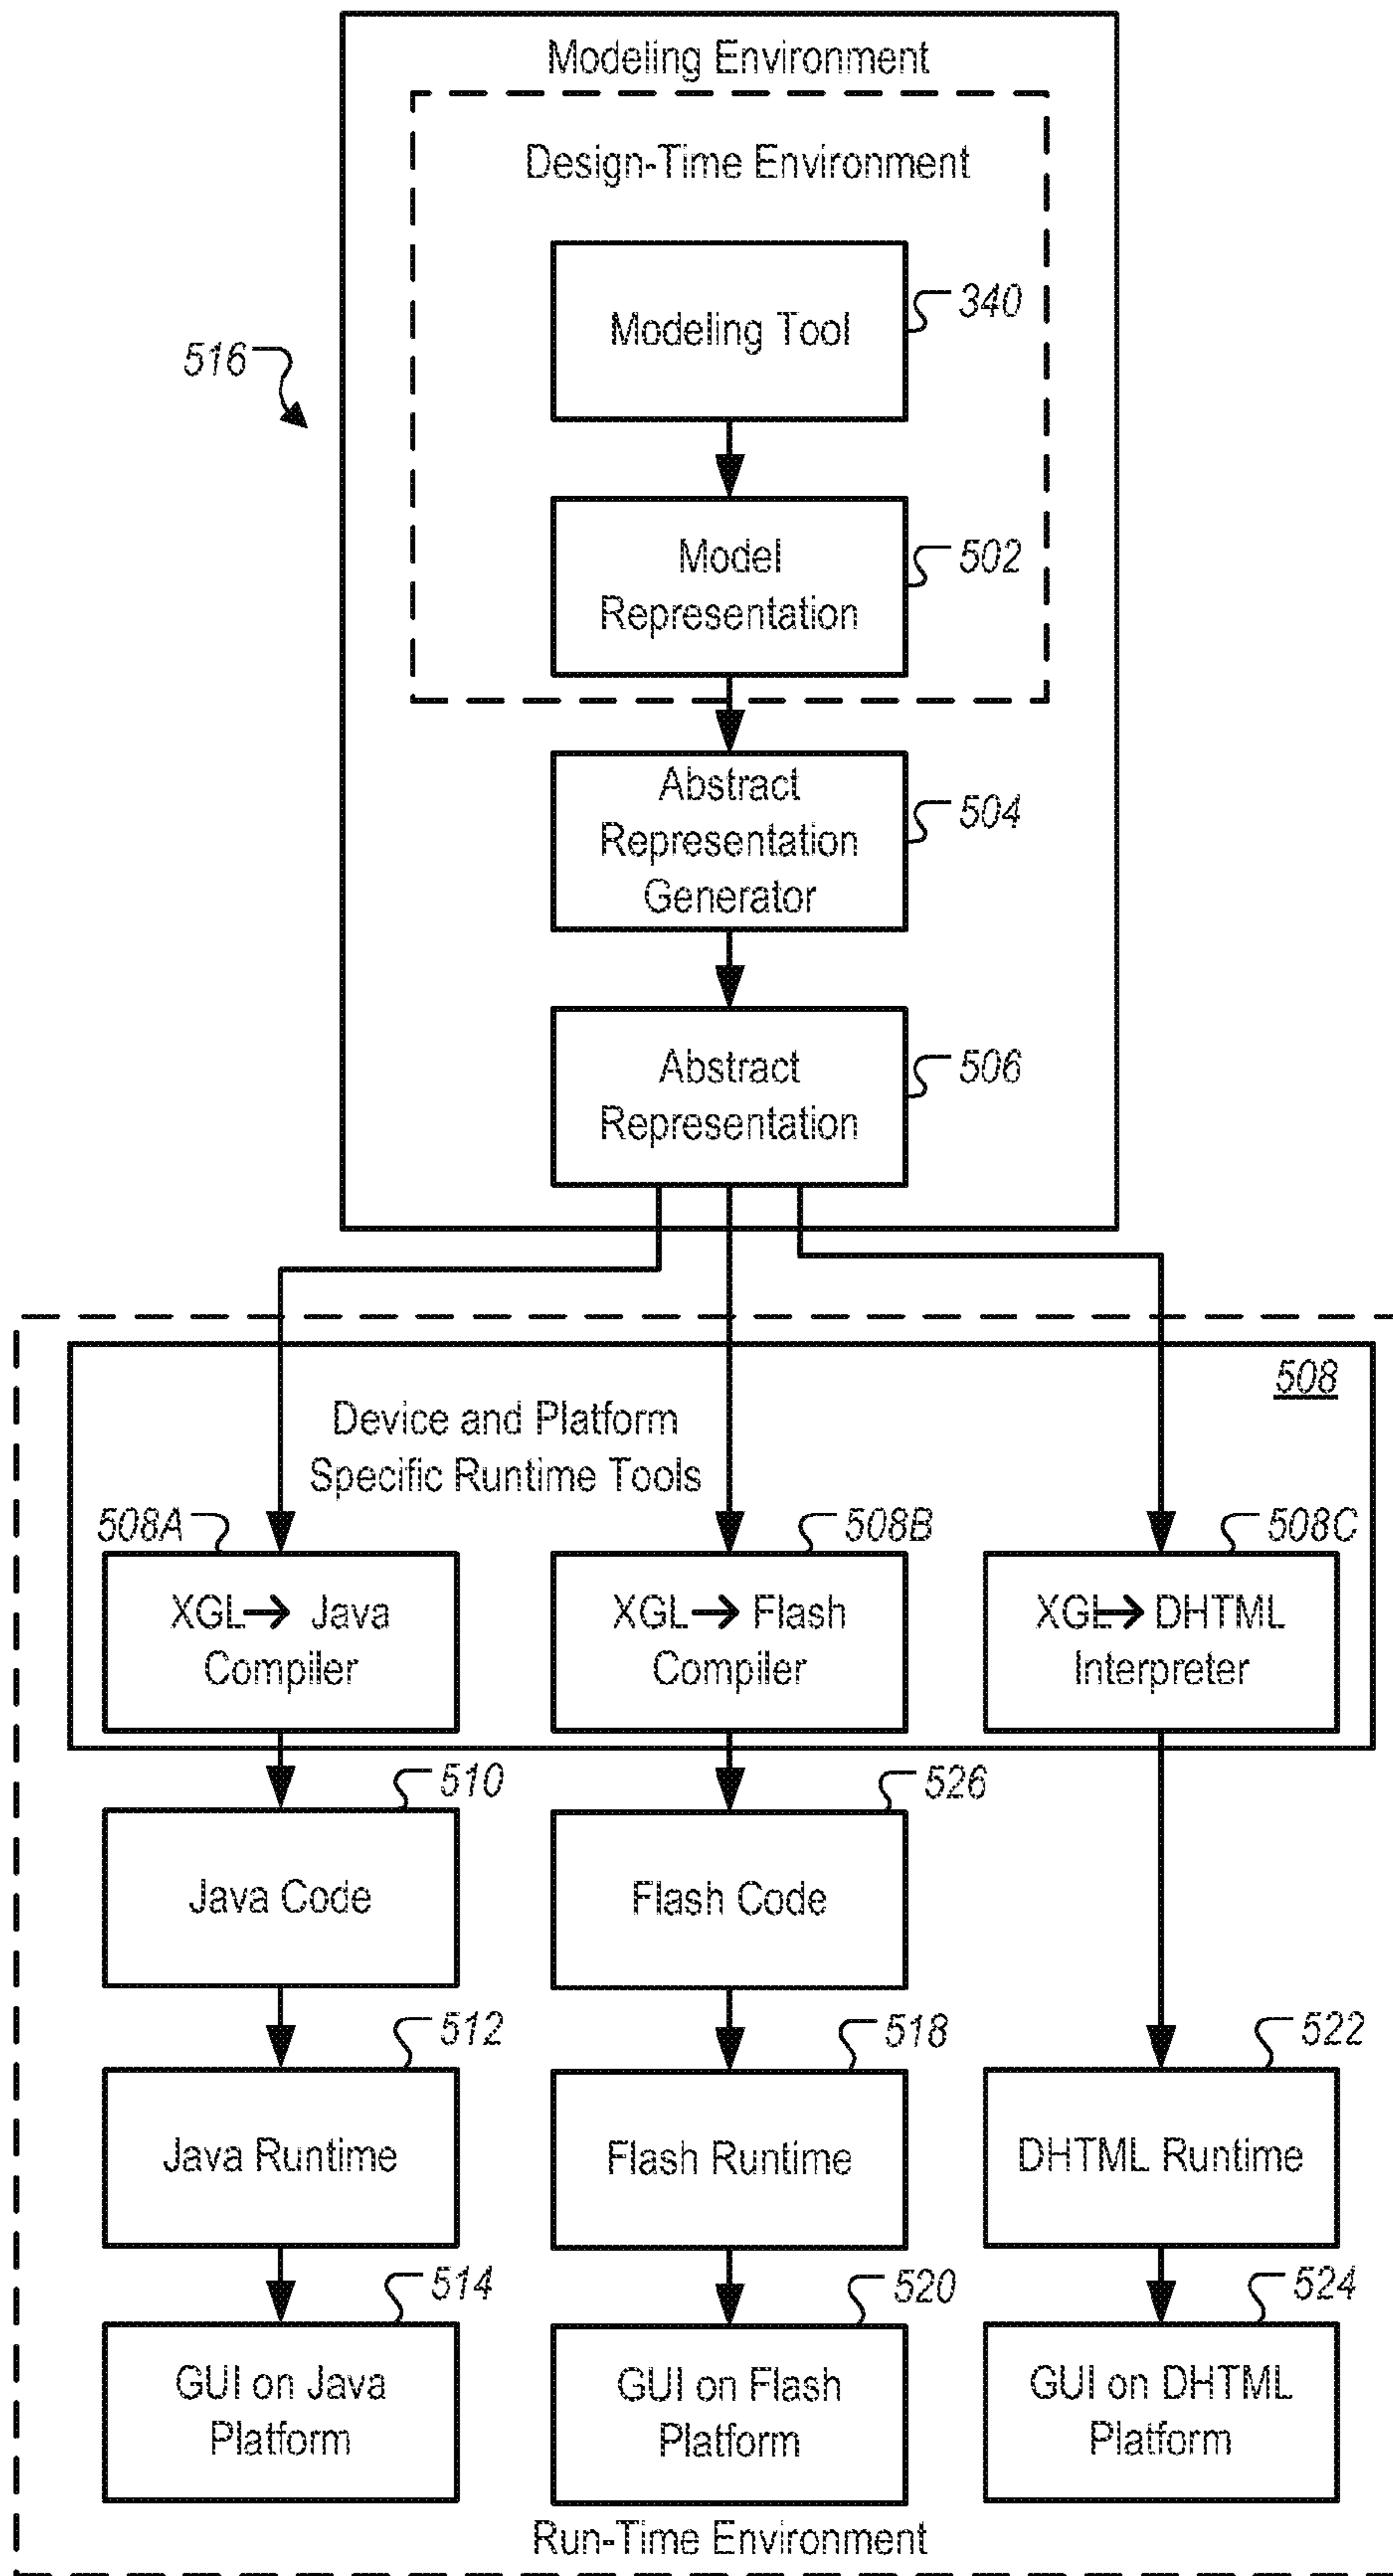 Modeling Environment
Design-Time Environment
Modeling Tool
340
516
Model
Representation
502
Abstract
Representation
Generator
504
Abstract
Representation
506
508
Device and Platform
Specific Runtime Tools
508A
508B
508C
XGL→ Java
Compiler
XGL→ Flash
Compiler
XGL→ DHTML
Interpreter
510
526
Java Code
Flash Code
512
518
522
Java Runtime
Flash Runtime
DHTML Runtime
514
520
524
GUI on Java
Platform
GUI on Flash
Platform
GUI on DHTML
Platform
Run-Time Environment